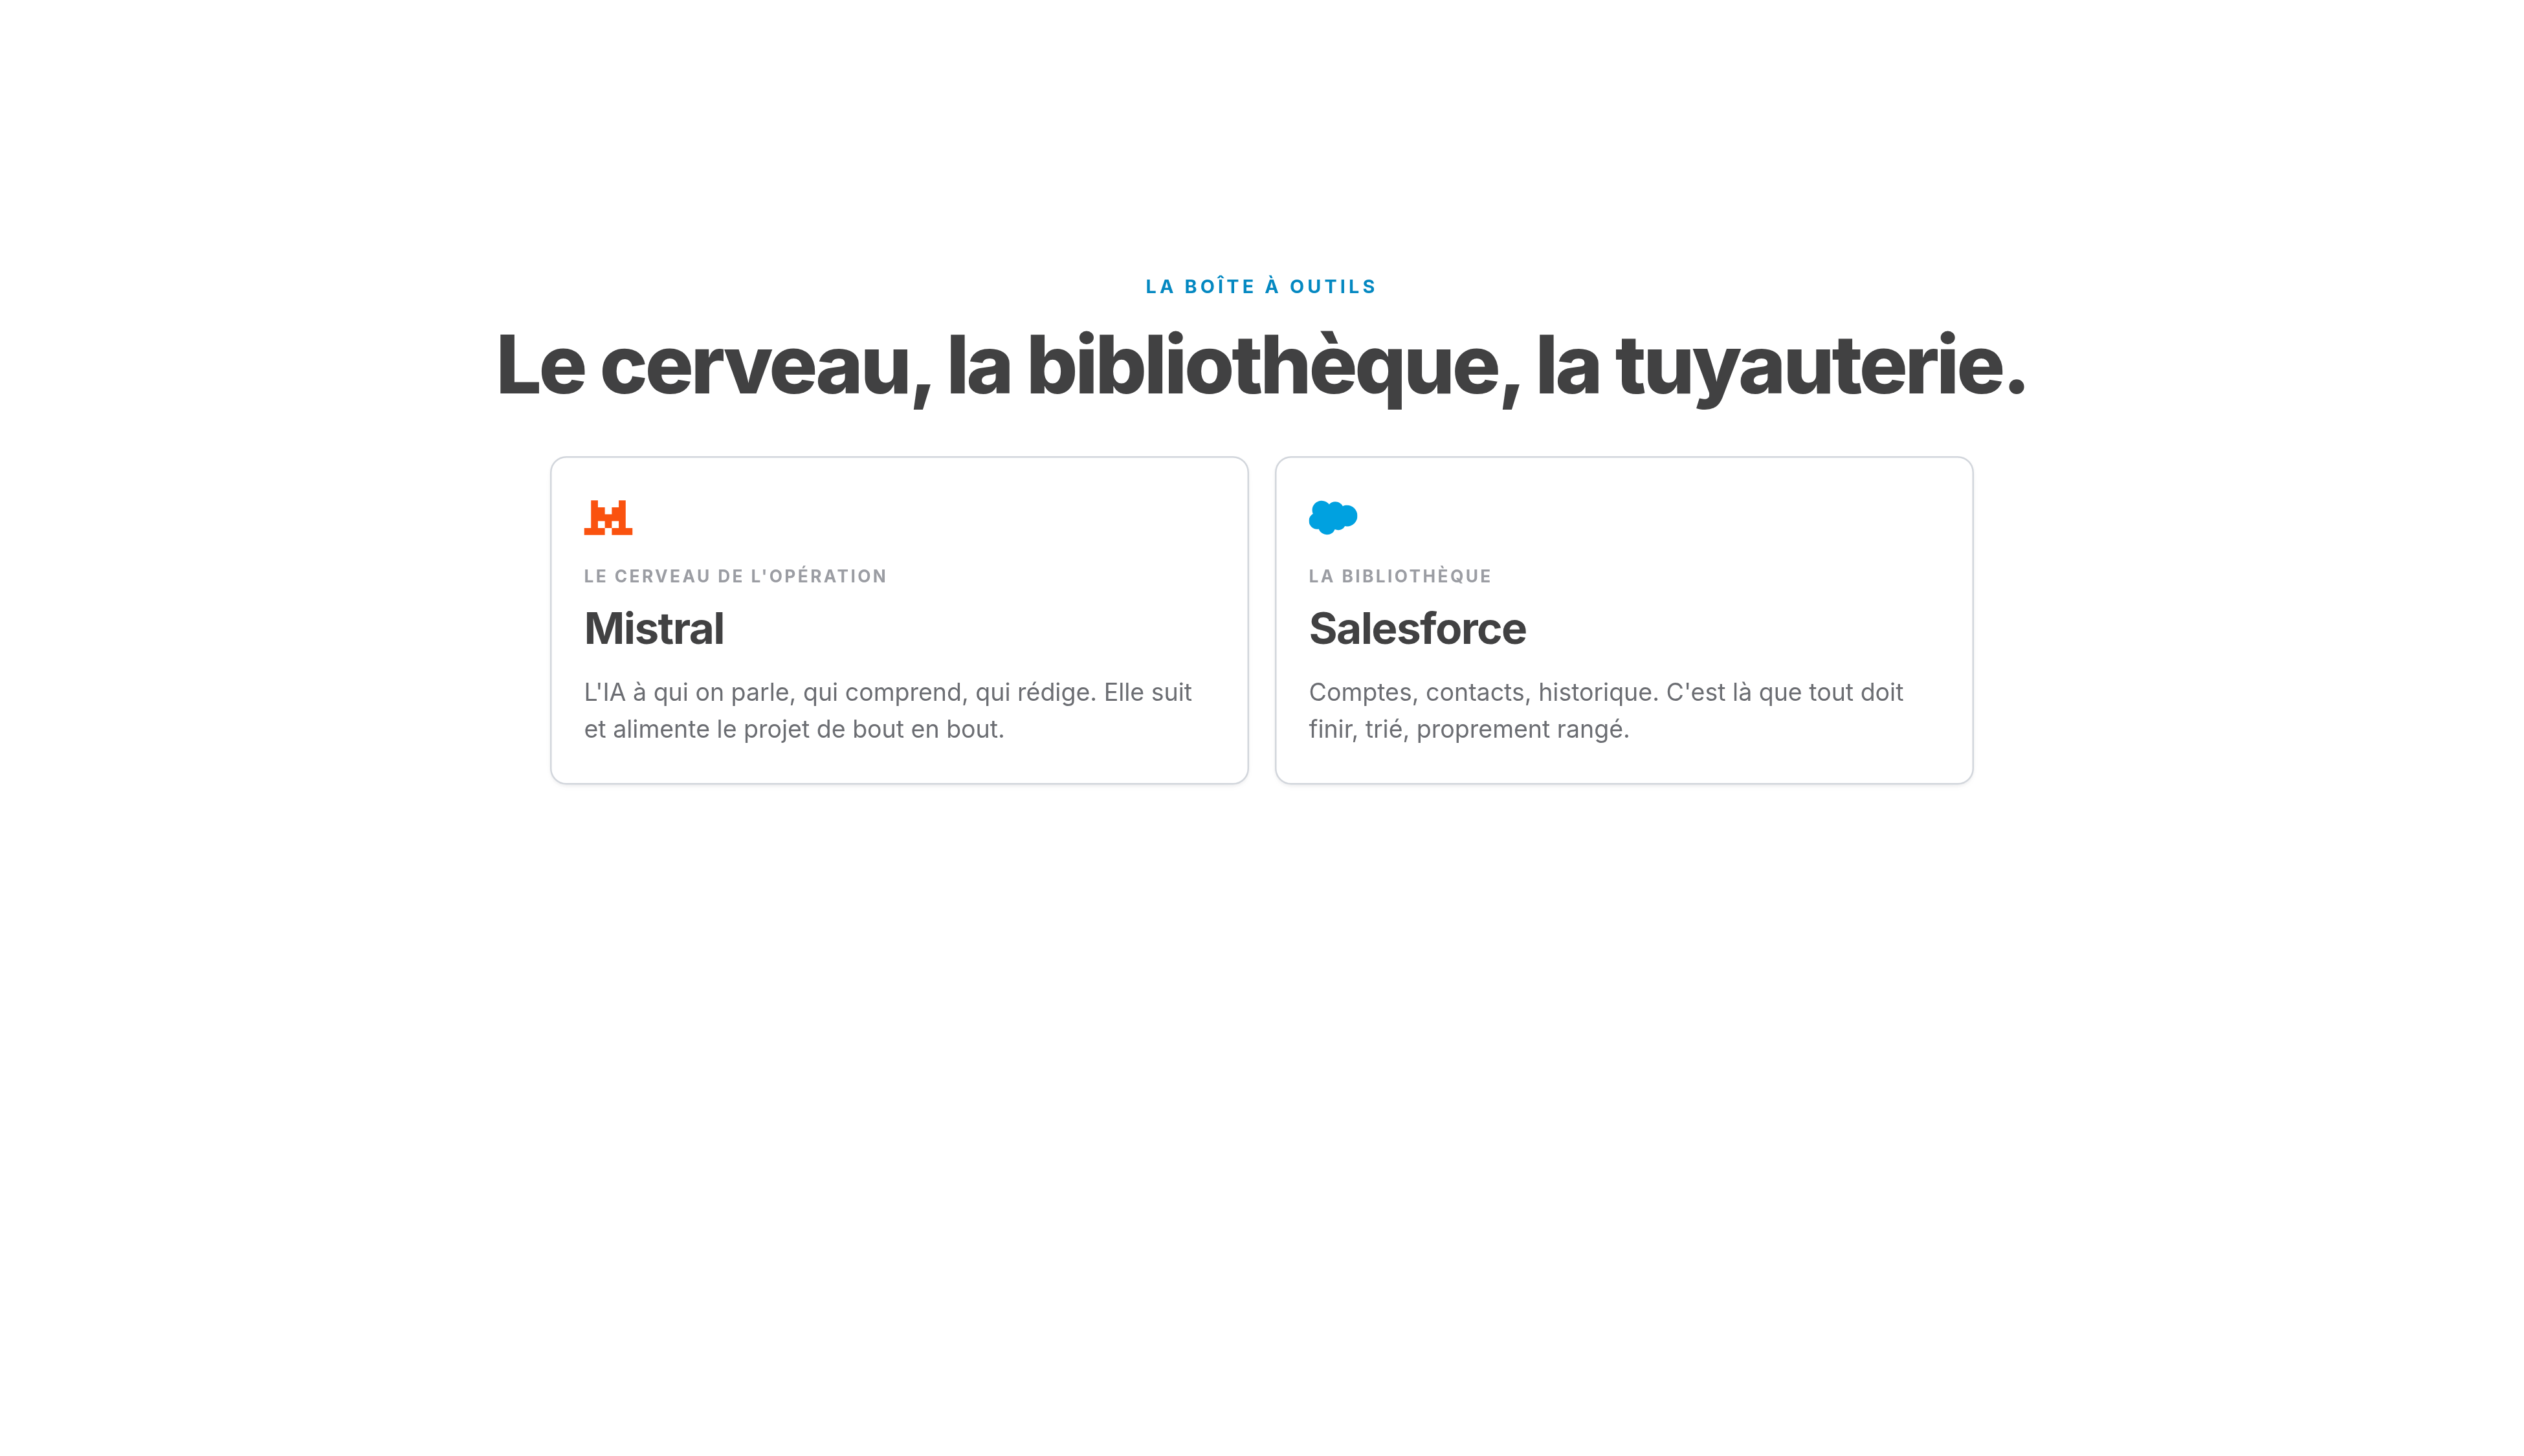 LA BOÎTE À OUTILS
Le cerveau, la bibliothèque, la tuyauterie.
LE CERVEAU DE L'OPÉRATION
Mistral
L'IA à qui on parle, qui comprend, qui rédige. Elle suit
et alimente le projet de bout en bout.
LA BIBLIOTHÈQUE
Salesforce
Comptes, contacts, historique. C'est là que tout doit
finir, trié, proprement rangé.